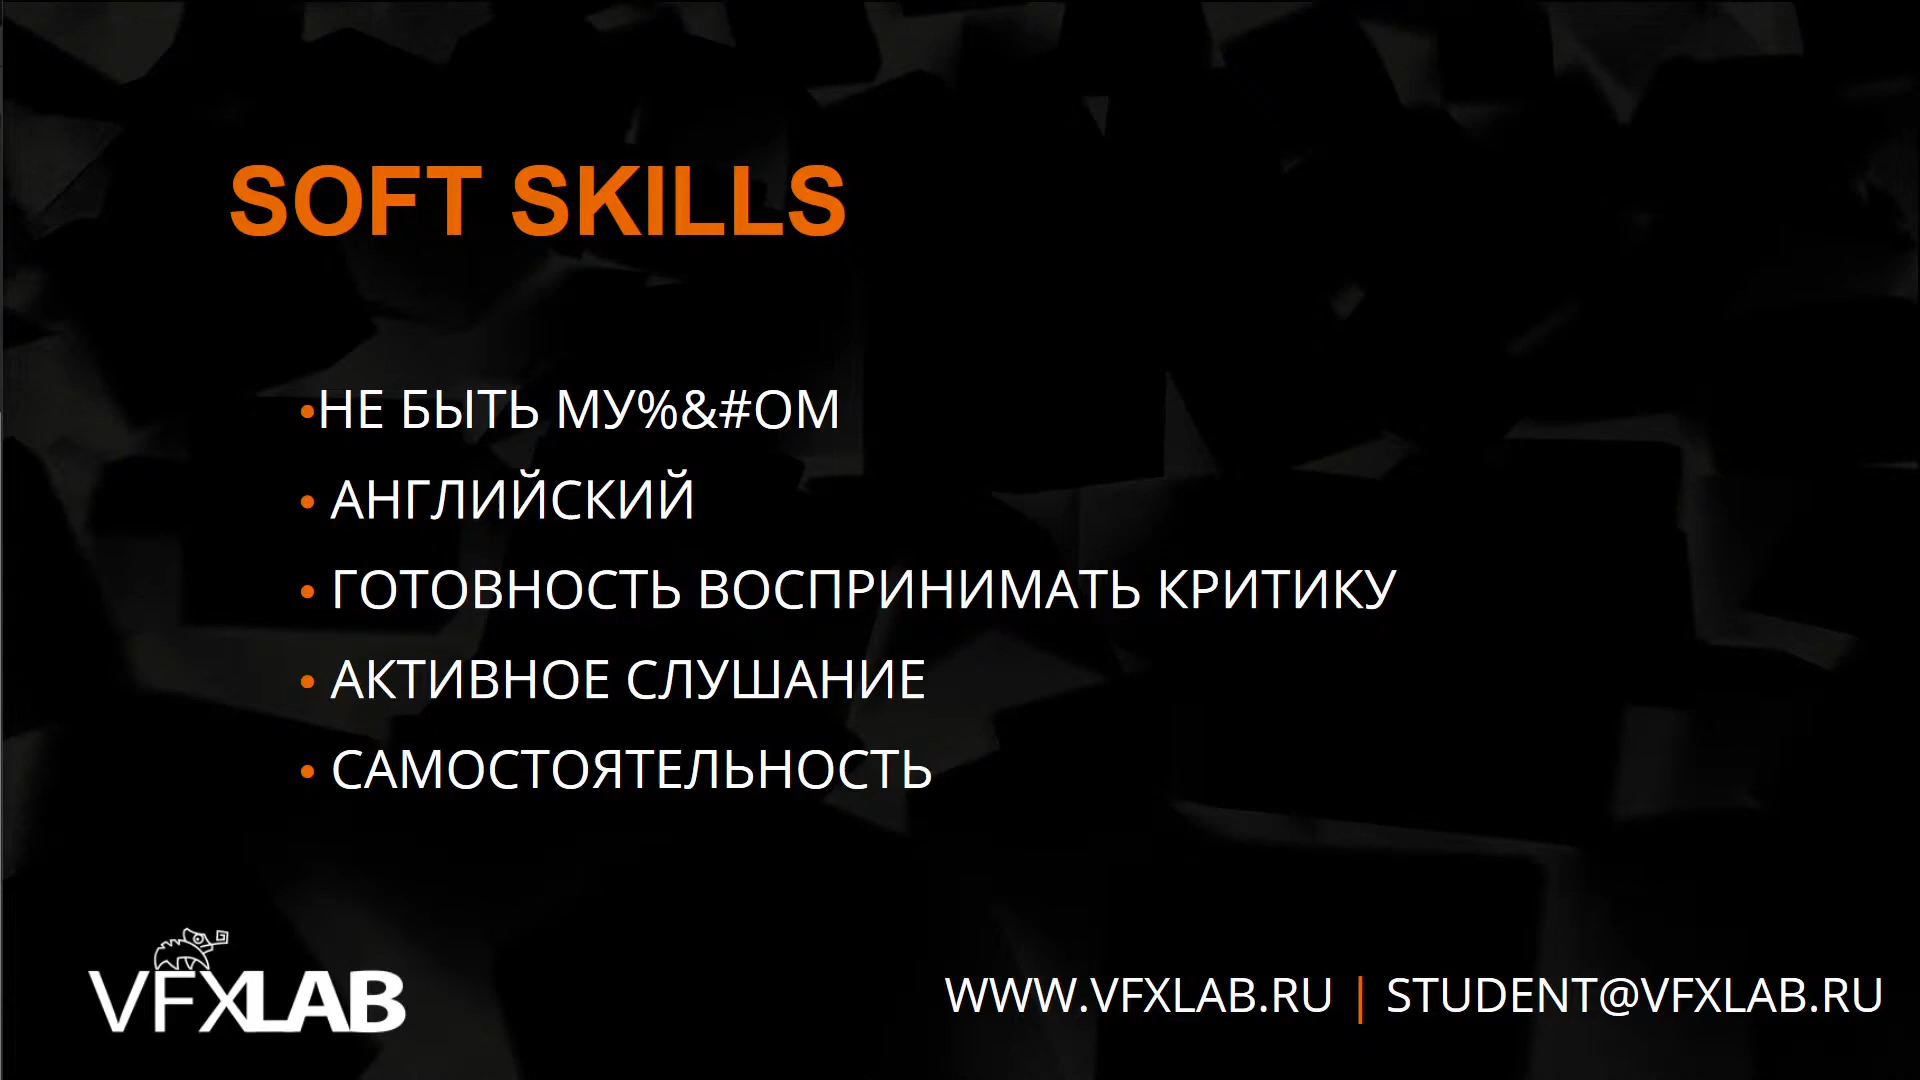 SOFT SKILLS
•НЕ БЫТЬ МУ%&#ОМ
• АНГЛИЙСКИЙ
• ГОТОВНОСТЬ ВОСПРИНИМАТЬ КРИТИКУ
• АКТИВНОЕ СЛУШАНИЕ
• САМОСТОЯТЕЛЬНОСТЬ
VFXLAB
WWW.VFXLAB.RU | STUDENT@VFXLAB.RU